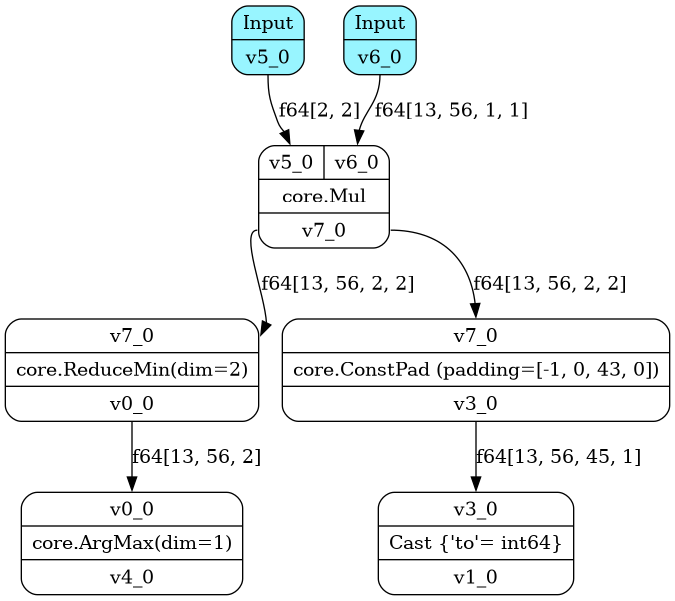 Input
v5_0
Input
v6_0
f64[2, 2]
f64[13, 56, 1, 1]
v5_0
v6_0
core.Mul
v7_0
f64[13, 56, 2, 2]
f64[13, 56, 2, 2]
v7_0
core.ReduceMin(dim=2)
v0_0
v7_0
core.ConstPad (padding=[-1, 0, 43, 0])
v3_0
f64[13, 56, 2]
f64[13, 56, 45, 1]
v0_0
core.ArgMax(dim=1)
v4_0
v3_0
Cast {'to'= int64}
v1_0